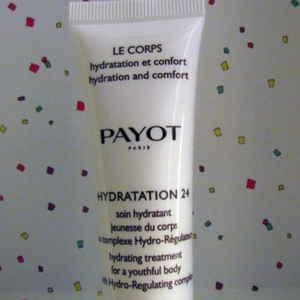 LE CORPS
hydratation et confort
hydration and comfort
PAYOT
PARIS
HYDRATATION 24
soin hydratant
jeunesse du corps
complexe Hydro-Régulateur
hydrating treatment
for a youthful body
with Hydro-Regulating complex